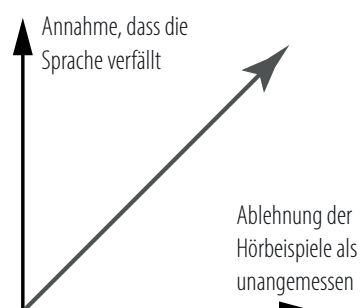 Annahme, dass die
Sprache verfällt
Ablehnung der
Hörbeispiele als
unangemessen